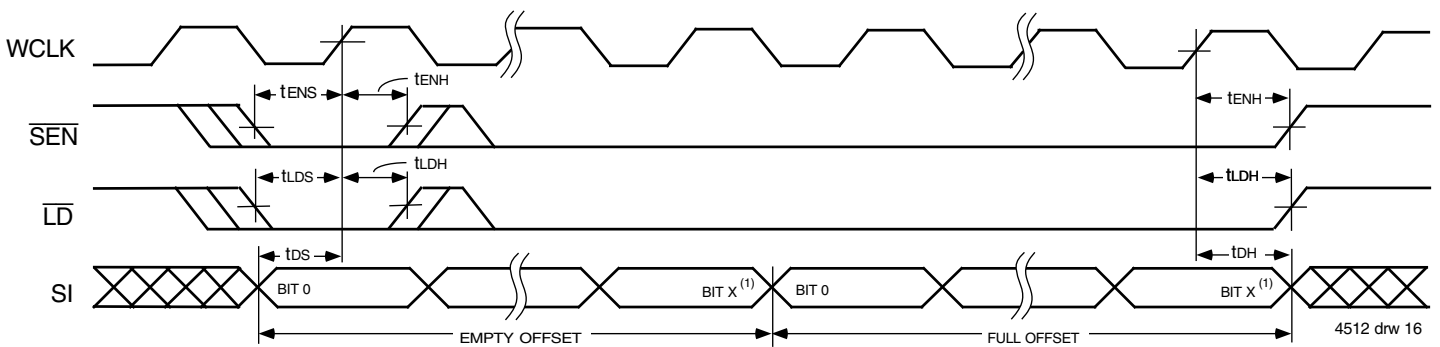 WCLK
tENS
tENH
tENH
SEN
tLDS
tLDH
tLDH
LD
tDS
tDH
SI
BIT 0
BIT X (1)
BIT 0
BIT X (1)
EMPTY OFFSET
FULL OFFSET
4512 drw 16